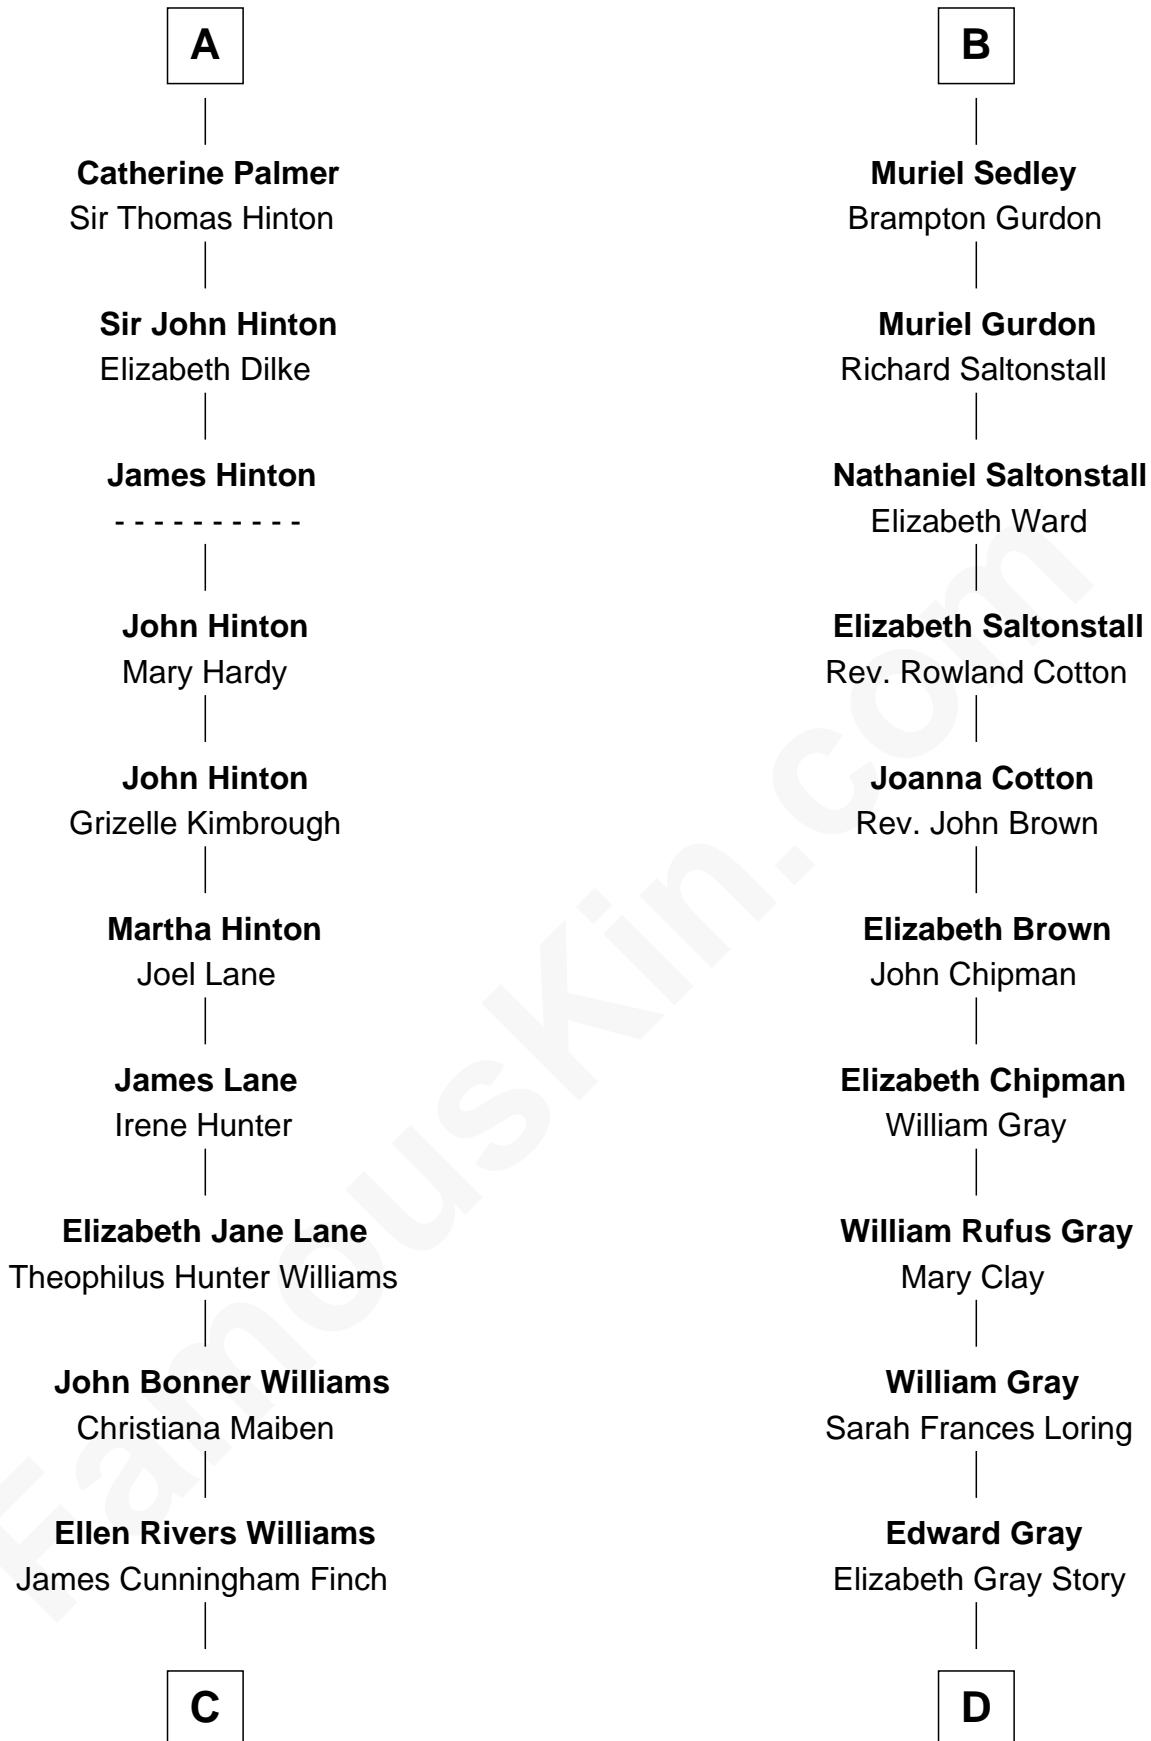 A
Catherine Palmer
Sir Thomas Hinton
Sir John Hinton
Elizabeth Dilke
James Hinton
- - - - - - - - - -
John Hinton
Mary Hardy
John Hinton
Grizelle Kimbrough
Martha Hinton
Joel Lane
James Lane
Irene Hunter
Elizabeth Jane Lane
Theophilus Hunter Williams
John Bonner Williams
Christiana Maiben
Ellen Rivers Williams
James Cunningham Finch
C
B
Muriel Sedley
Brampton Gurdon
Muriel Gurdon
Richard Saltonstall
Nathaniel Saltonstall
Elizabeth Ward
Elizabeth Saltonstall
Rev. Rowland Cotton
Joanna Cotton
Rev. John Brown
Elizabeth Brown
John Chipman
Elizabeth Chipman
William Gray
William Rufus Gray
Mary Clay
William Gray
Sarah Frances Loring
Edward Gray
Elizabeth Gray Story
D
FamousKin.com